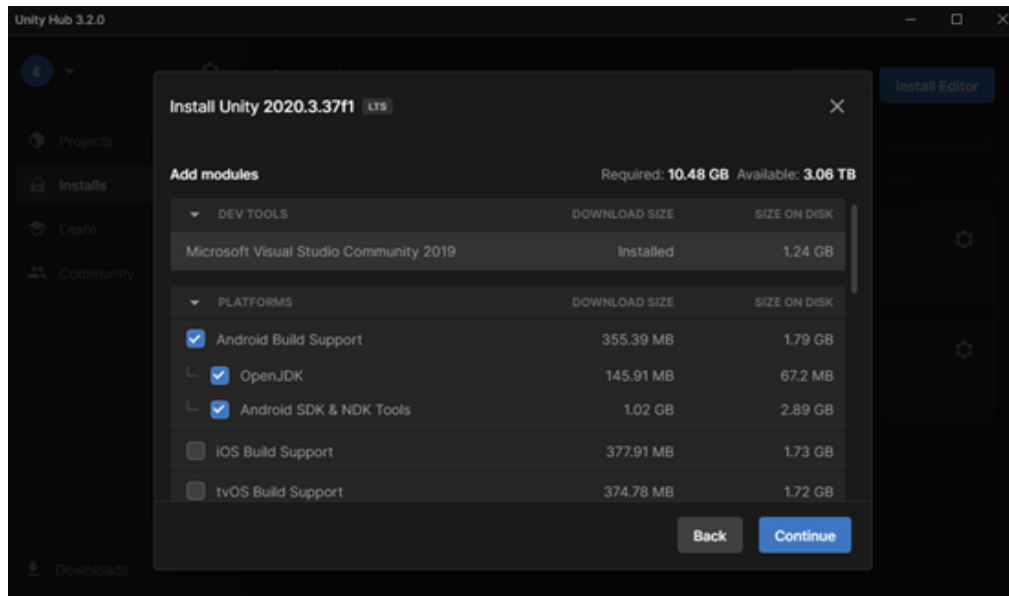 Unity Hub 3.2.0
E
Install Editor
Install Unity 2020.3.37f1 LTS
Projects
Installs
Learn
Community
Add modules Required: 10.48 GB Available: 3.06 TB
DEV TOOLS DOWNLOAD SIZE SIZE ON DISK
Microsoft Visual Studio Community 2019 Installed 1.24 GB
PLATFORMS DOWNLOAD SIZE SIZE ON DISK
Android Build Support 355.39 MB 1.79 GB
OpenJDK 145.91 MB 67.2 MB
Android SDK & NDK Tools 1.02 GB 2.89 GB
iOS Build Support 377.91 MB 1.73 GB
tvOS Build Support 374.78 MB 1.72 GB
Back Continue
Downloads